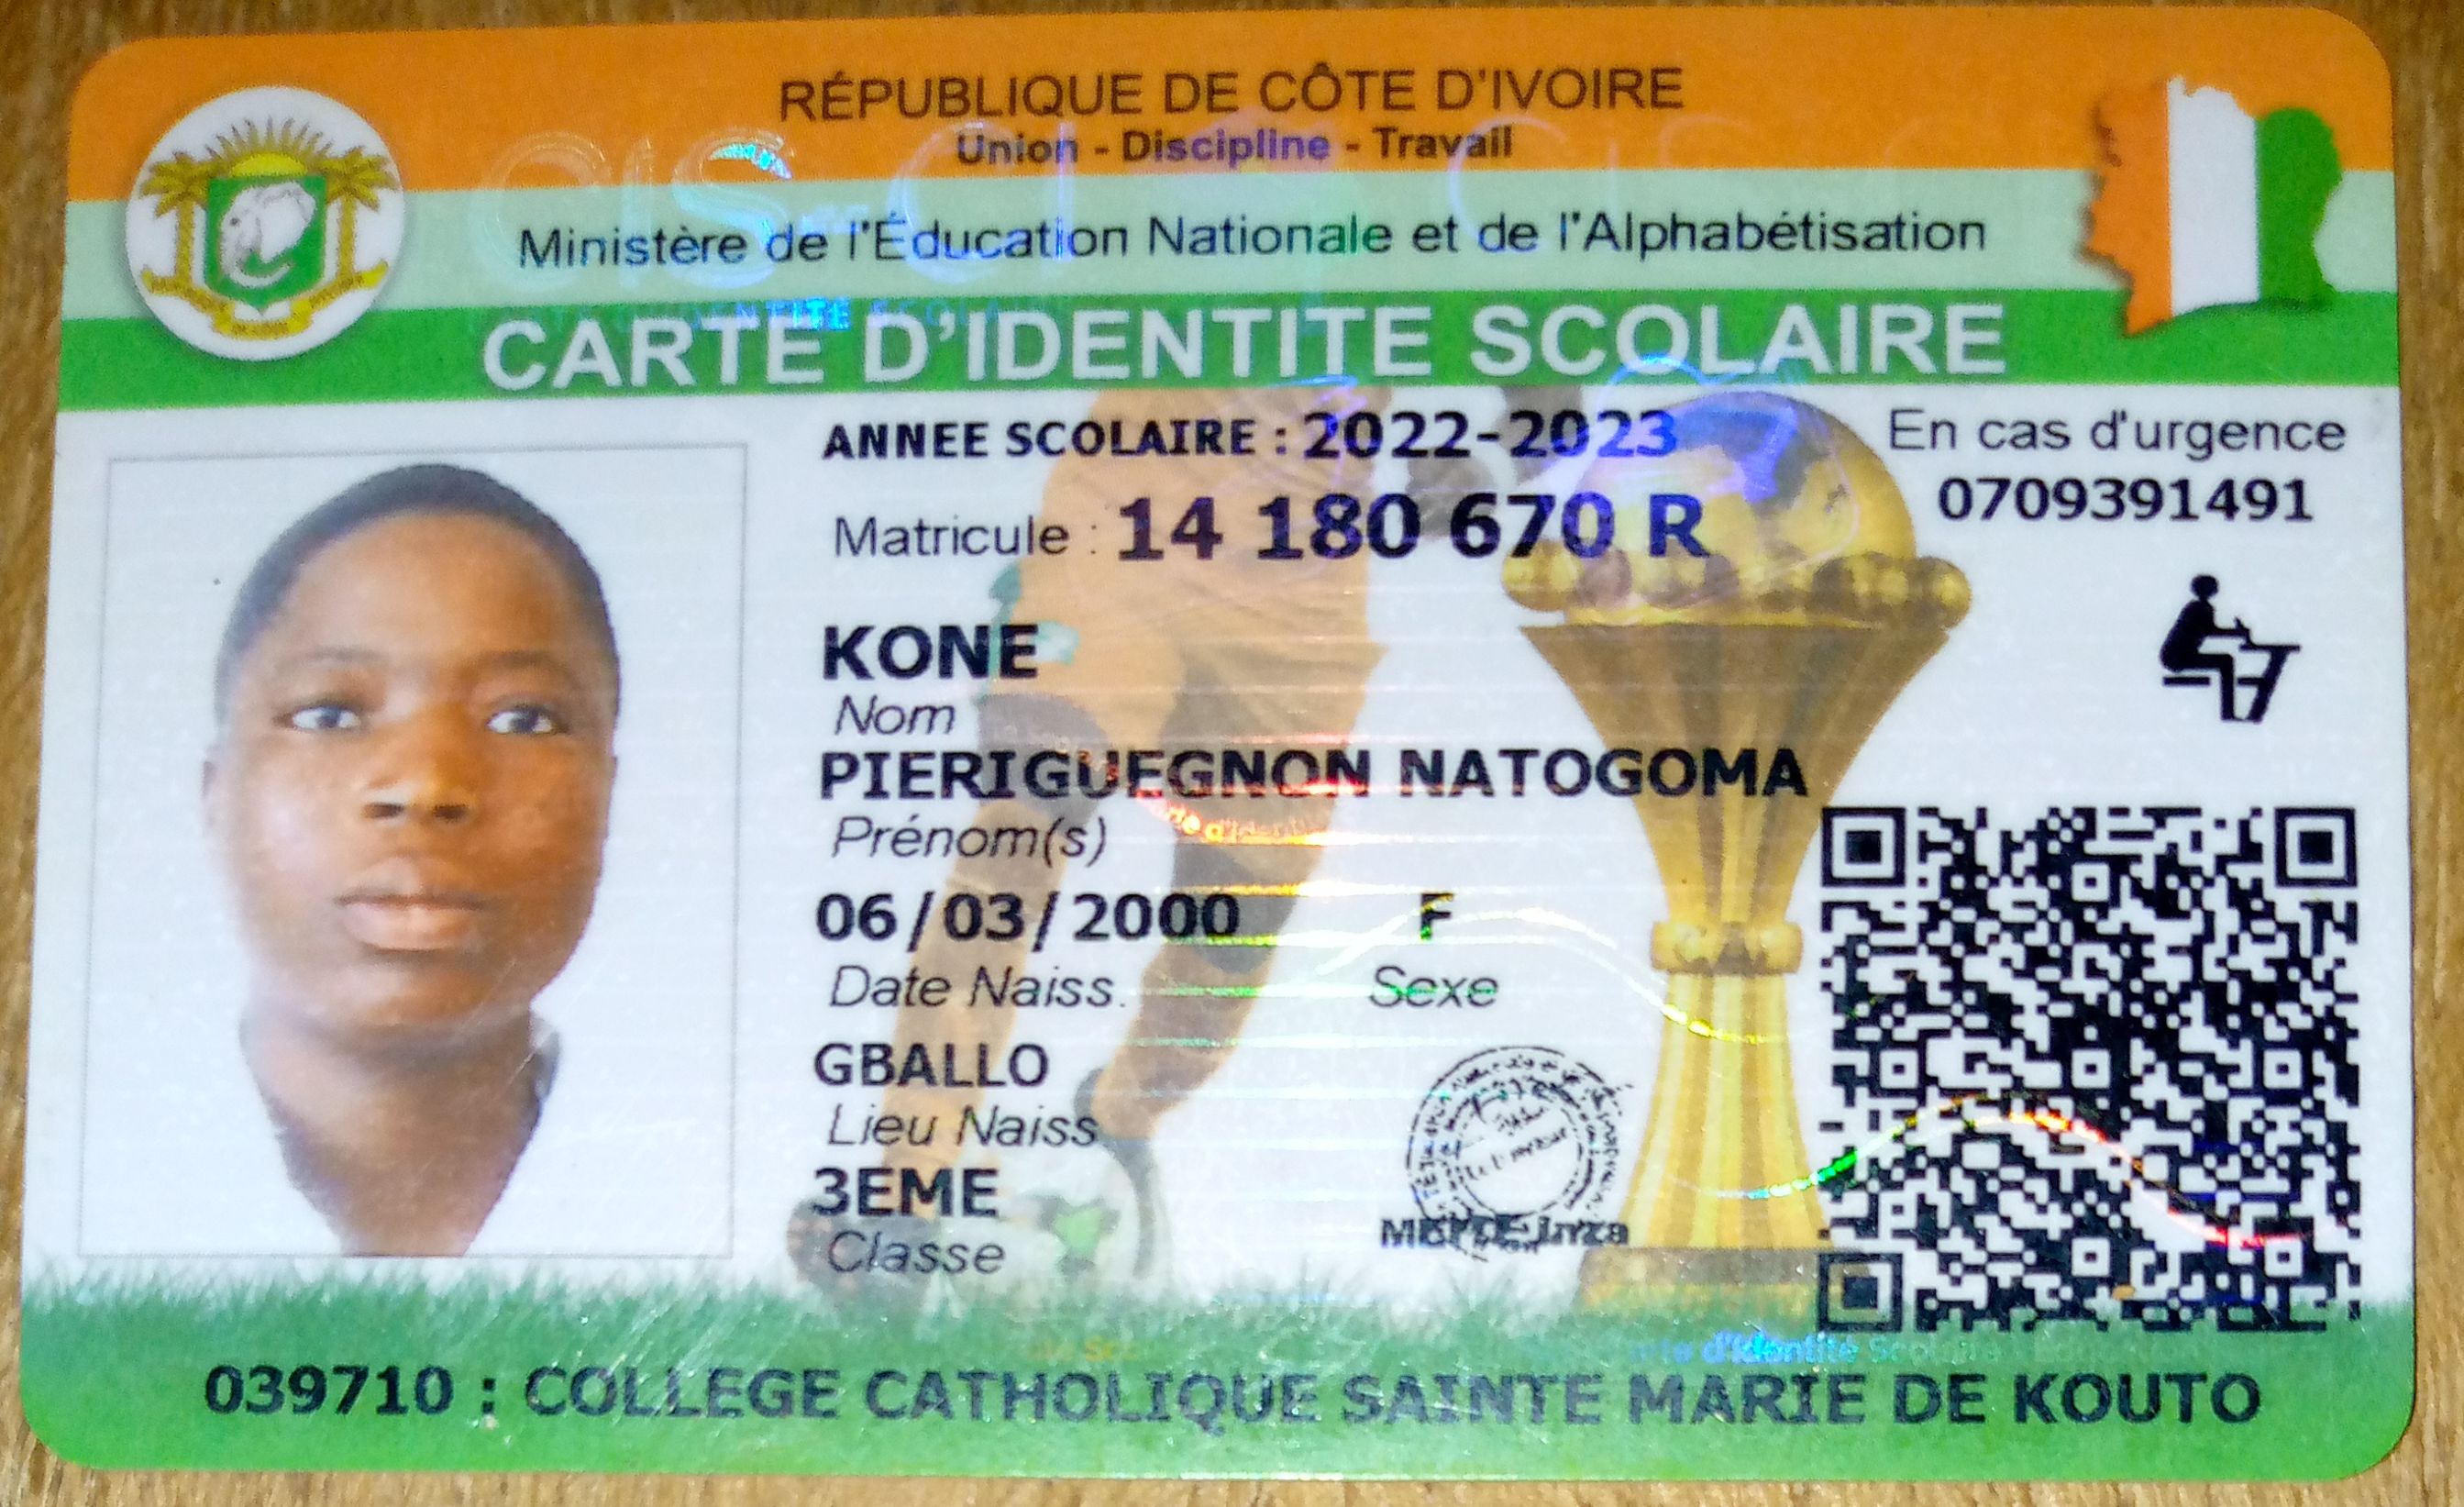 RÉPUBLIQUE DE CÔTE D'IVOIRE
Union - Discipline - Travail
Ministère de l'Éducation Nationale et de l'Alphabétisation
CARTE D'IDENTITE SCOLAIRE
ANNEE SCOLAIRE : 2022-2023
En cas d'urgence
0709391491
Matricule : 14 180 670 R
KONE
Nom
PIERIGUEGNON NATOGOMA
Prénom(s)
06/03/2000 F
Date Naiss. Sexe
GBALLO
Lieu Naiss
3EME
Classe
039710 : COLLEGE CATHOLIQUE SAINTE MARIE DE KOUTO